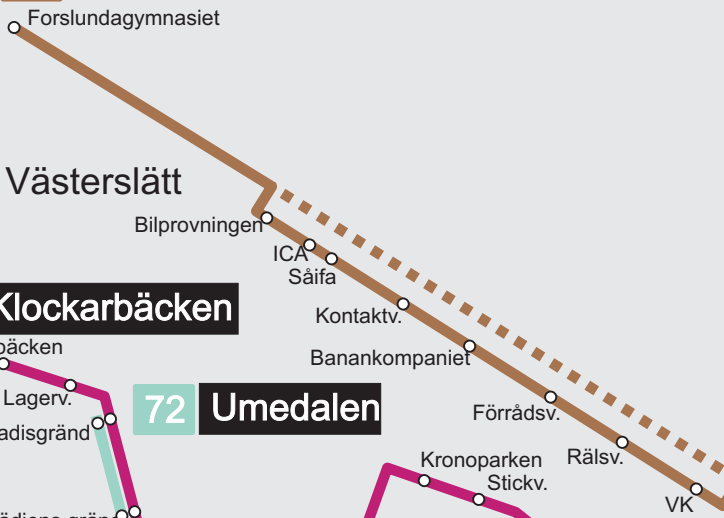 Forslundagymnasiet
Västerslätt
Bilprovningen
ICA
Såifa
Klockarbäcken
Kontaktv.
bäcken
Banankompaniet
Lagerv.
72 Umedalen
Förrådsv.
adisgränd
Kronoparken
Rälsv.
Stickv.
VK